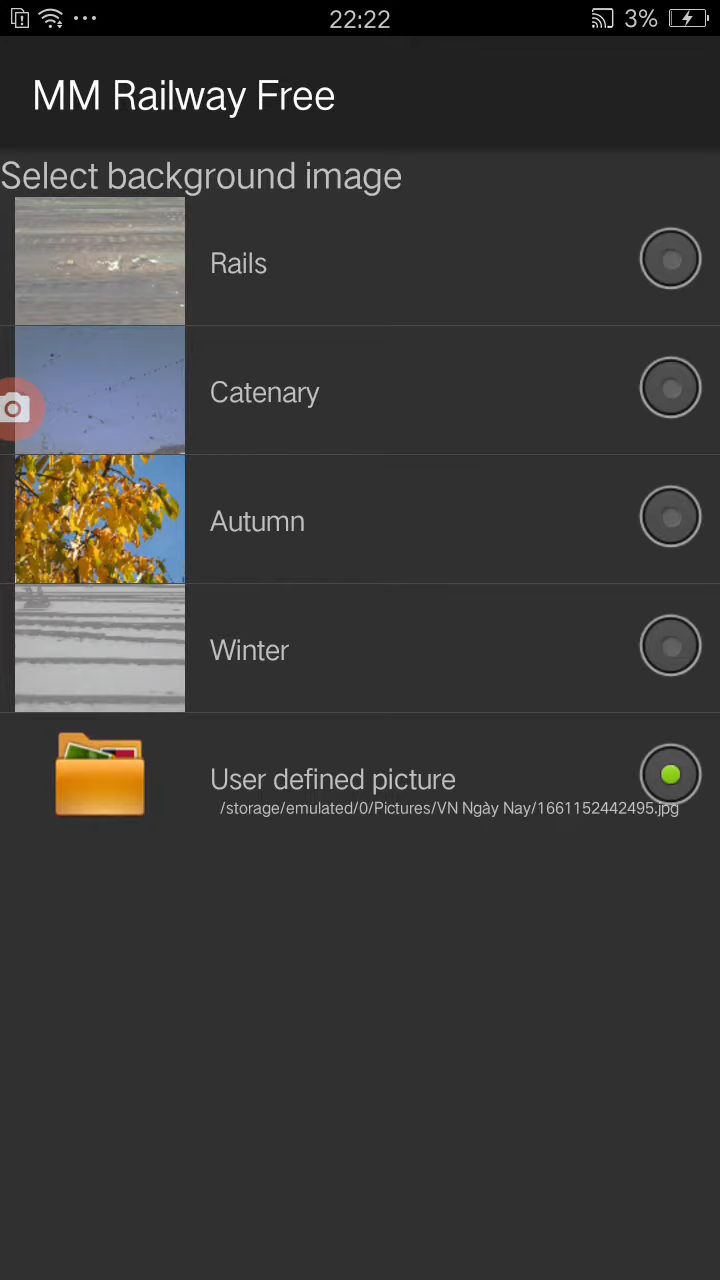 22:22
3%
MM Railway Free
Select background image
Rails
Catenary
Autumn
Winter
User defined picture
/storage/emulated/0/Pictures/VN Ngày Nay/1661152442495.jpg